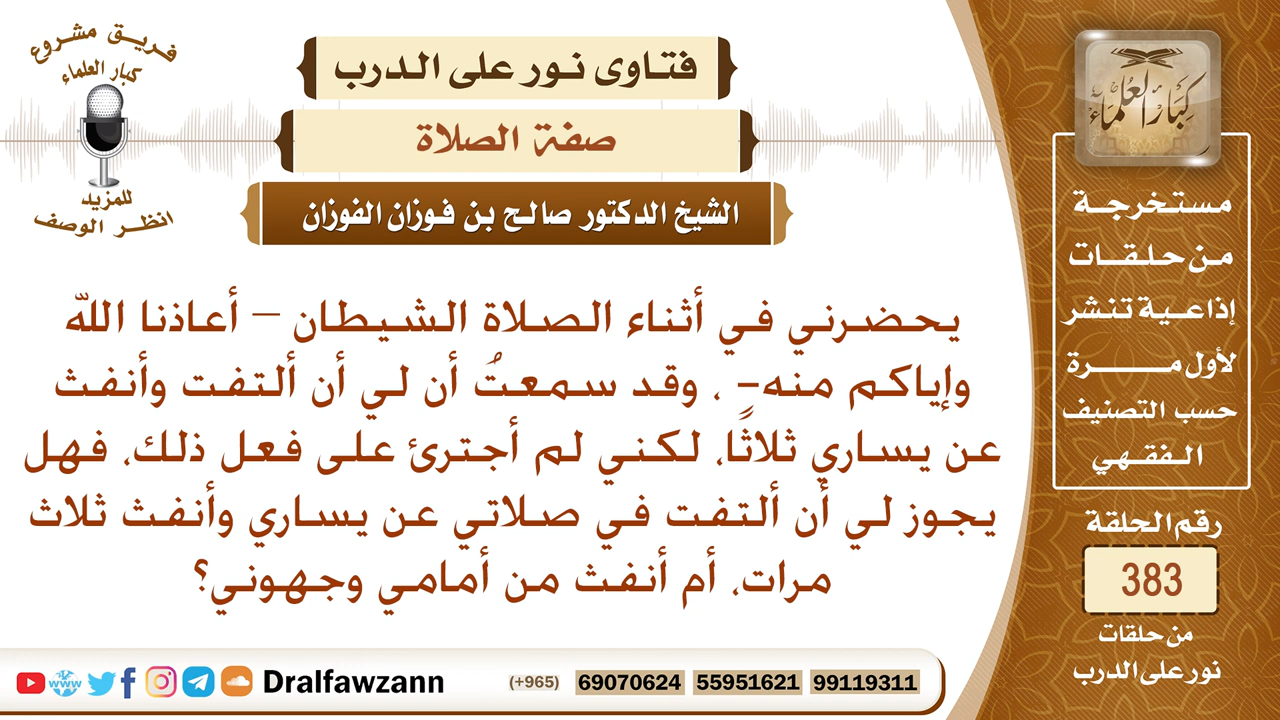 فريق مشروع
كبار العلماء
للمزيد
انظر الوصف
فتاوى نور على الدرب
صفة الصلاة
الشيخ الدكتور صالح بن فوزان الفوزان
يحضرني في أثناء الصلاة الشيطان – أعاذنا الله
وإياكم منه- ، وقد سمعتُ أن لي أن ألتفت وأنفث
عن يساري ثلاثًا، لكني لم أجترئ على فعل ذلك، فهل
يجوز لي أن ألتفت في صلاتي عن يساري وأنفث ثلاث
مرات، أم أنفث من أمامي وجهوني؟
كبار العلماء
مستخرجة
من حلقات
إذاعية تنشر
لأول مرة
حسب التصنيف
الفقهي
رقم الحلقة
383
من حلقات
نور على الدرب
www
Dralfawzann
(+965) 69070624 55951621 99119311